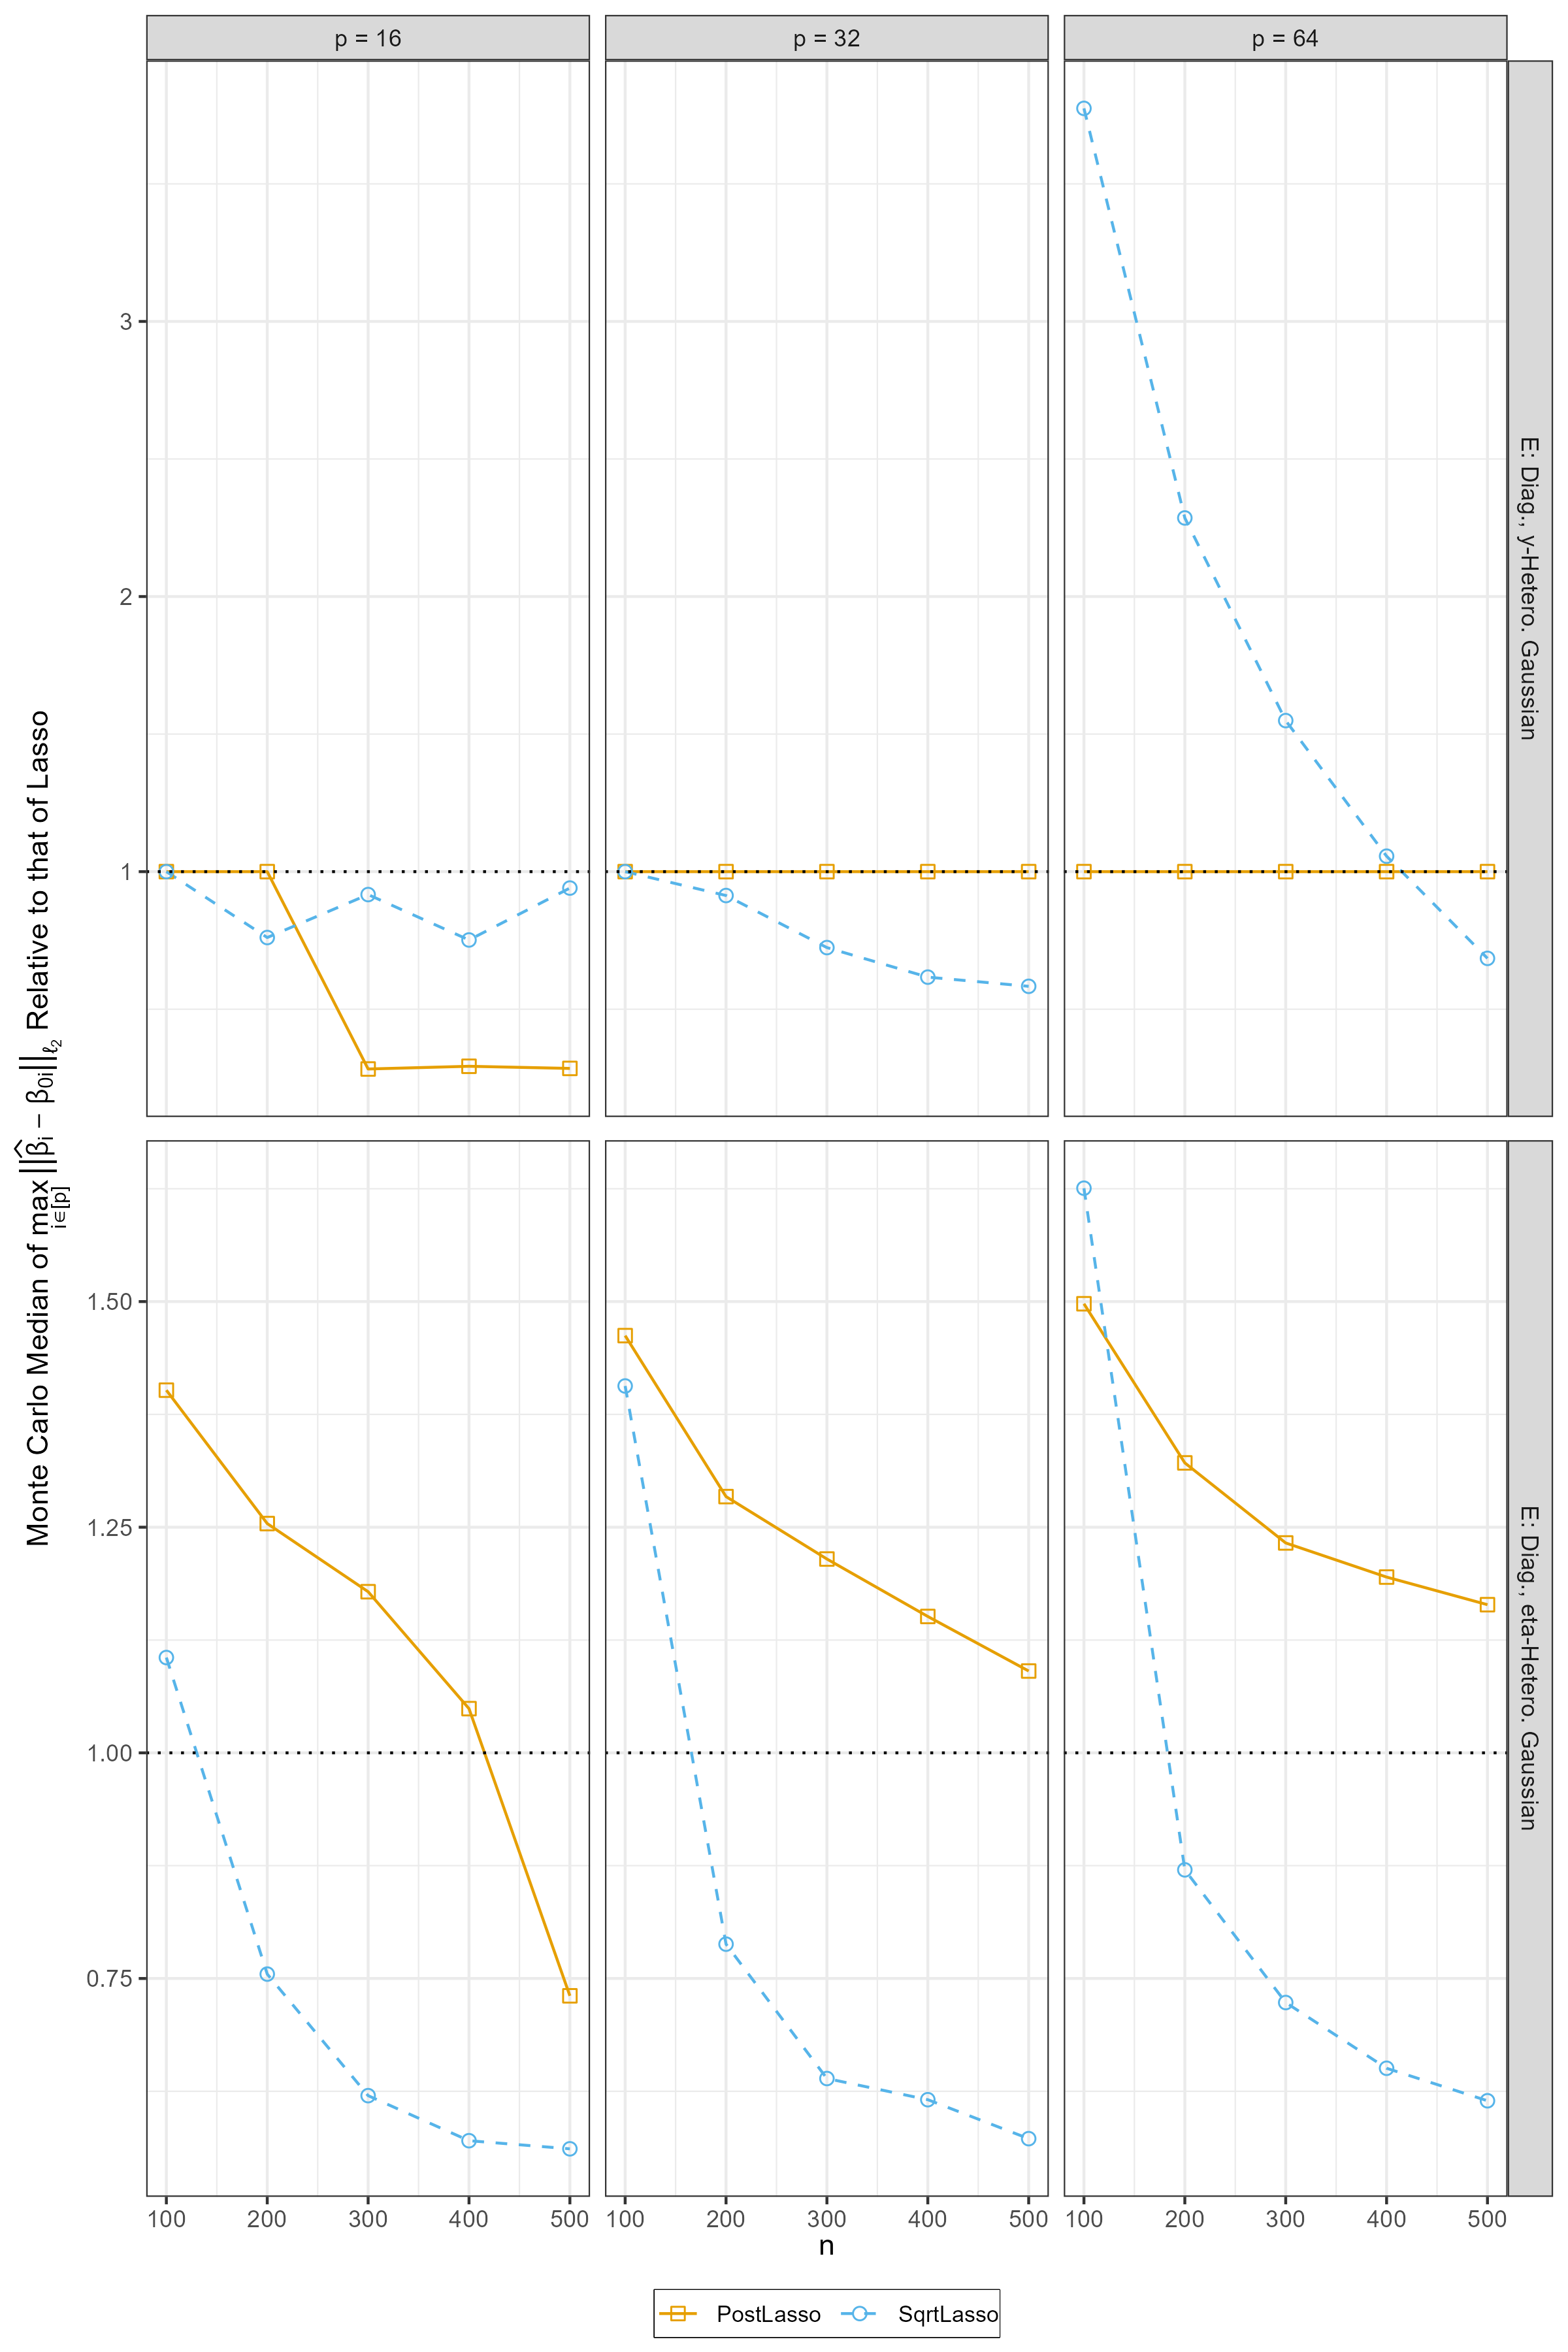 p = 16
p = 32
p = 64
3
2
1
E: Diag., y-Hetero. Gaussian
Monte Carlo Median of max i∈[p] ||β̂i − β0i||ℓ2 Relative to that of Lasso
1.50
1.25
1.00
0.75
E: Diag., eta-Hetero. Gaussian
100 200 300 400 500
100 200 300 400 500
100 200 300 400 500
n
PostLasso SqrtLasso